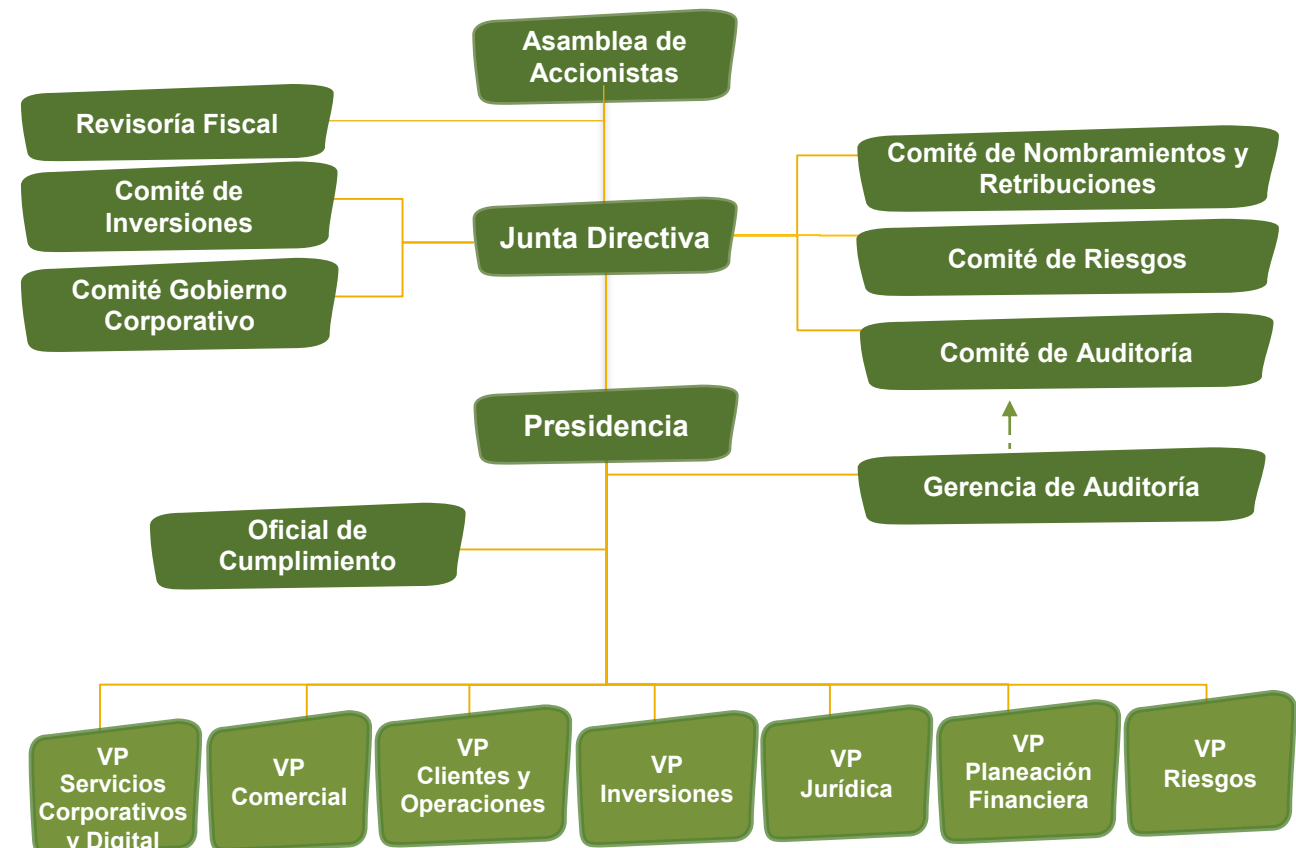 Asamblea de
Accionistas
Revisoría Fiscal
Comité de Nombramientos y
Retribuciones
Comité de
Inversiones
Junta Directiva
Comité de Riesgos
Comité Gobierno
Corporativo
Comité de Auditoría
Presidencia
Gerencia de Auditoría
Oficial de
Cumplimiento
VP
Servicios
Corporativos
y Digital
VP
Comercial
VP
Clientes y
Operaciones
VP
Inversiones
VP
Jurídica
VP
Planeación
Financiera
VP
Riesgos